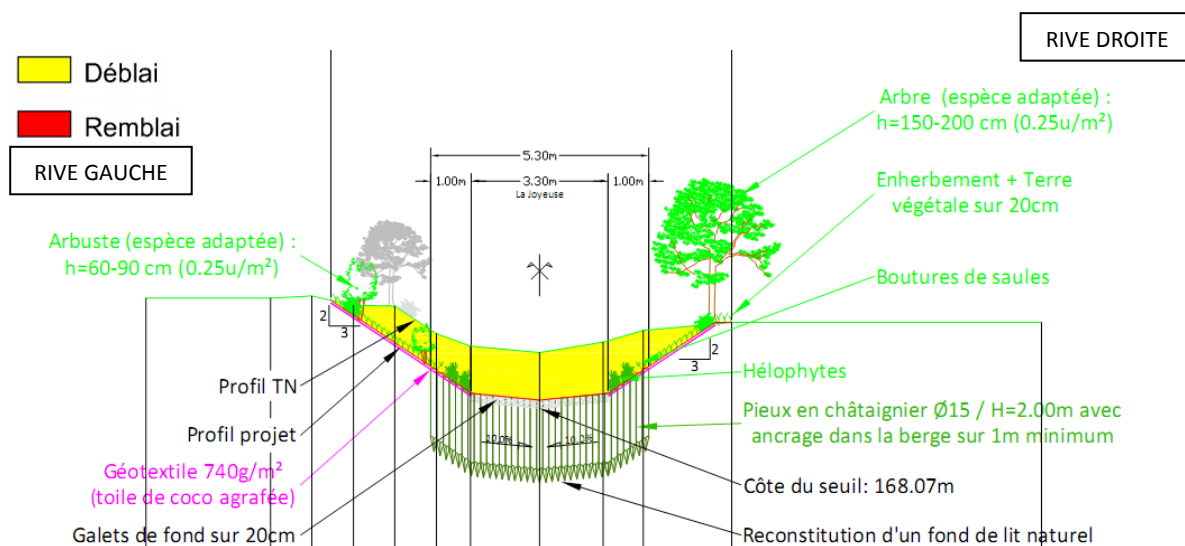 RIVE DROITE
Déblai
Remblai
RIVE GAUCHE
Arbre (espèce adaptée) :
h=150-200 cm (0.25u/m²)
5.30m
1.00m
3.30m
1.00m
La Joyeuse
Enherbement + Terre
végétale sur 20cm
Arbuste (espèce adaptée) :
h=60-90 cm (0.25u/m²)
Boutures de saules
2
3
2
3
Profil TN
Hélophytes
Profil projet
Pieux en châtaignier Ø15 / H=2.00m avec
ancrage dans la berge sur 1m minimum
Géotextile 740g/m²
(toile de coco agrafée)
Côte du seuil: 168.07m
Galets de fond sur 20cm
Reconstitution d'un fond de lit naturel